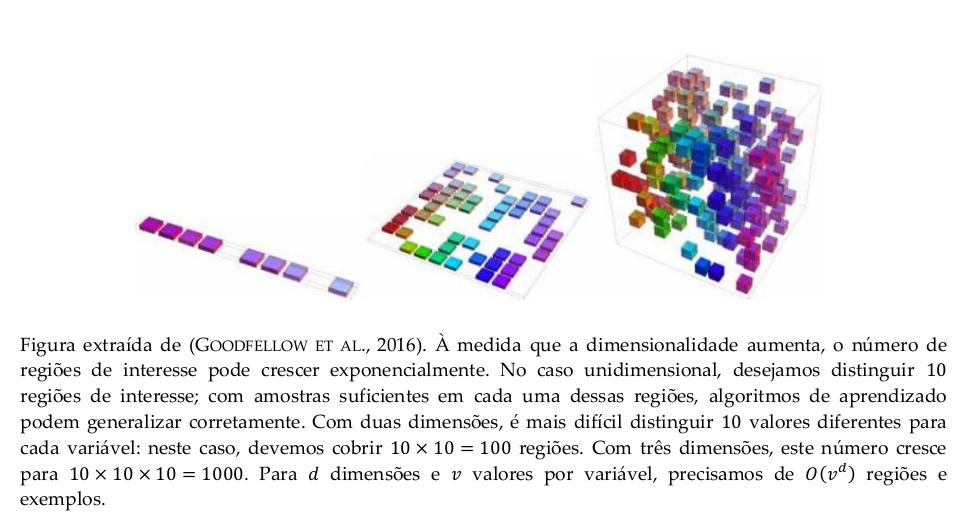 Figura extraída de (GOODFELLOW ET AL., 2016). À medida que a dimensionalidade aumenta, o número de
regiões de interesse pode crescer exponencialmente. No caso unidimensional, desejamos distinguir 10
regiões de interesse; com amostras suficientes em cada uma dessas regiões, algoritmos de aprendizado
podem generalizar corretamente. Com duas dimensões, é mais difícil distinguir 10 valores diferentes para
cada variável: neste caso, devemos cobrir 10 × 10 = 100 regiões. Com três dimensões, este número cresce
para 10 × 10 × 10 = 1000. Para d dimensões e v valores por variável, precisamos de O(v^d) regiões e
exemplos.